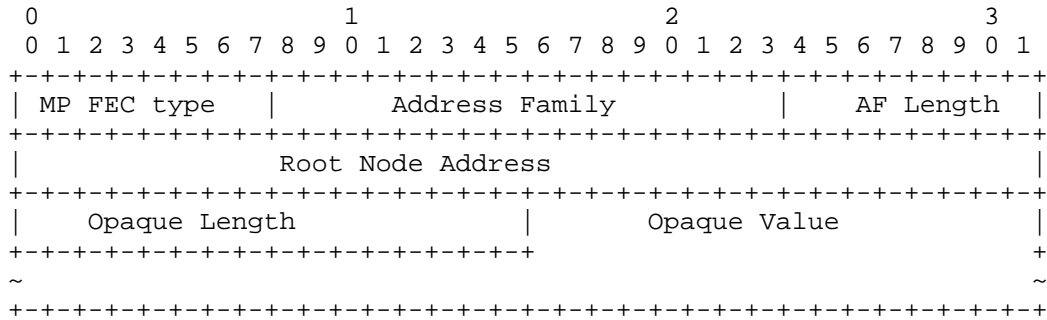 0                   1                   2                   3
 0 1 2 3 4 5 6 7 8 9 0 1 2 3 4 5 6 7 8 9 0 1 2 3 4 5 6 7 8 9 0 1
+-+-+-+-+-+-+-+-+-+-+-+-+-+-+-+-+-+-+-+-+-+-+-+-+-+-+-+-+-+-+-+-+
| MP FEC type   |       Address Family          |    AF Length  |
+-+-+-+-+-+-+-+-+-+-+-+-+-+-+-+-+-+-+-+-+-+-+-+-+-+-+-+-+-+-+-+-+
|                Root Node Address                              |
+-+-+-+-+-+-+-+-+-+-+-+-+-+-+-+-+-+-+-+-+-+-+-+-+-+-+-+-+-+-+-+-+
|    Opaque Length              |       Opaque Value            |
+-+-+-+-+-+-+-+-+-+-+-+-+-+-+-+-+                               +
~                                                               ~
+-+-+-+-+-+-+-+-+-+-+-+-+-+-+-+-+-+-+-+-+-+-+-+-+-+-+-+-+-+-+-+-+